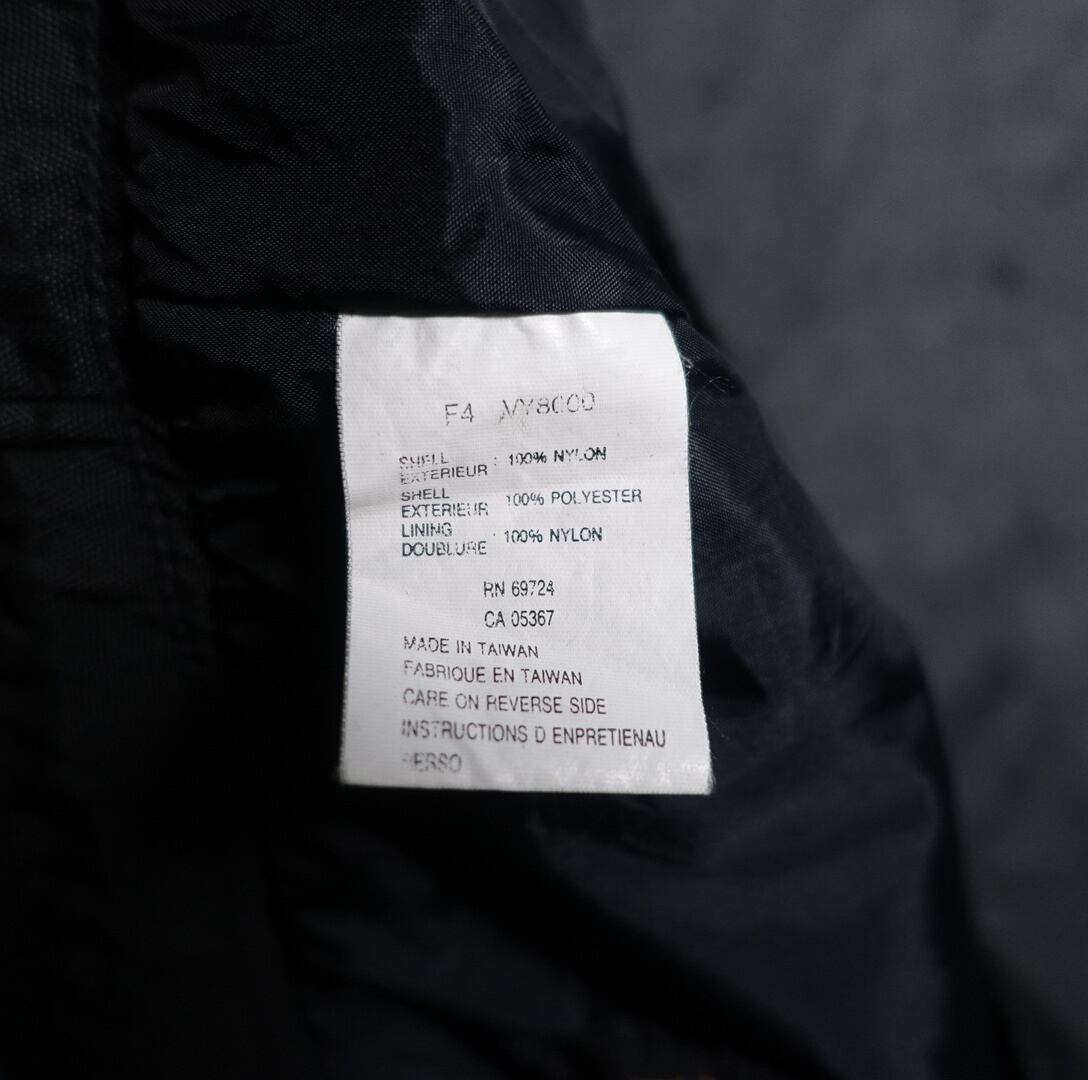 F4 VY8000
SHELL
EXTERIEUR : 100% NYLON
SHELL
EXTERIEUR 100% POLYESTER
LINING
DOUBLURE : 100% NYLON
RN 69724
CA 05367
MADE IN TAIWAN
FABRIQUE EN TAIWAN
CARE ON REVERSE SIDE
INSTRUCTIONS D ENPRETIENAU